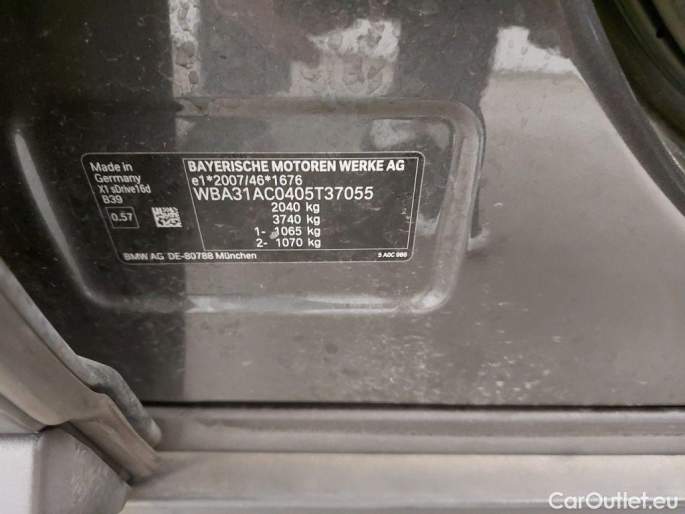 Made in
Germany
X1 sDrive16d
B39
0.57
BAYERISCHE MOTOREN WERKE AG
e1*2007/46*1676
WBA31AC0405T37055
2040 kg
3740 kg
1- 1065 kg
2- 1070 kg
BMW AG DE-80788 München
CarOutlet.eu